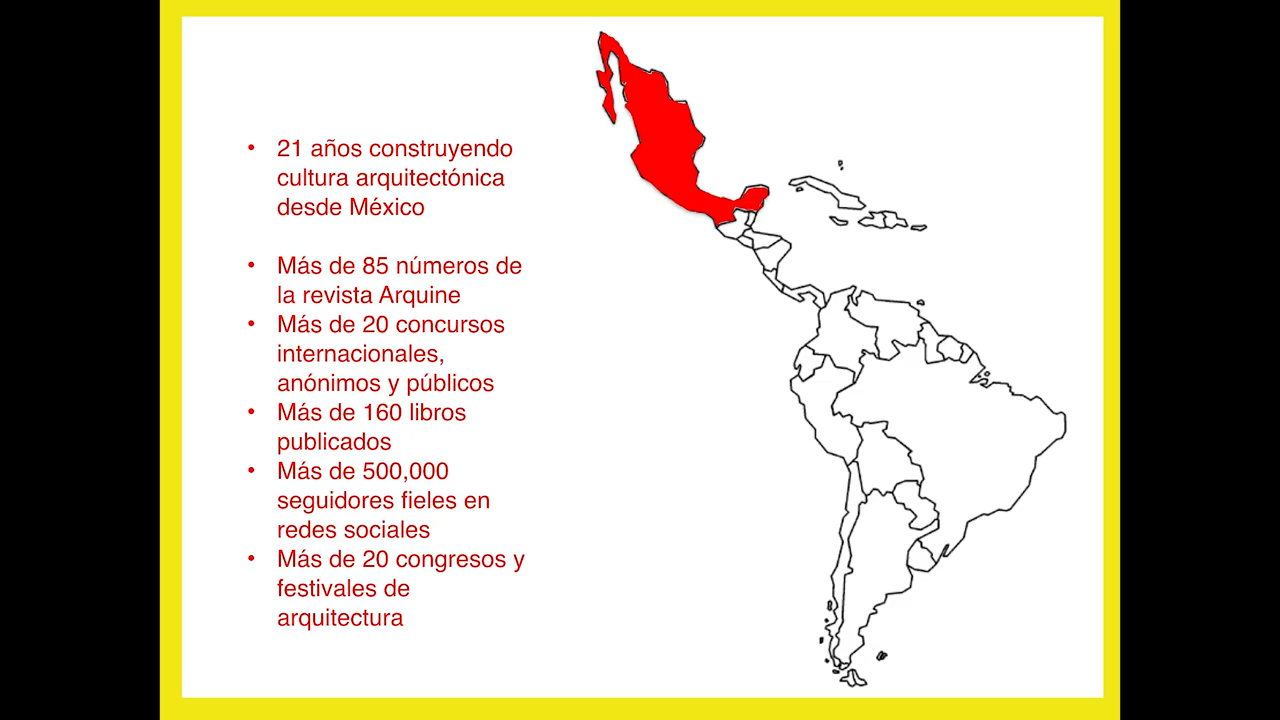 • 21 años construyendo
cultura arquitectónica
desde México
• Más de 85 números de
la revista Arquine
• Más de 20 concursos
internacionales,
anónimos y públicos
• Más de 160 libros
publicados
• Más de 500,000
seguidores fieles en
redes sociales
• Más de 20 congresos y
festivales de
arquitectura